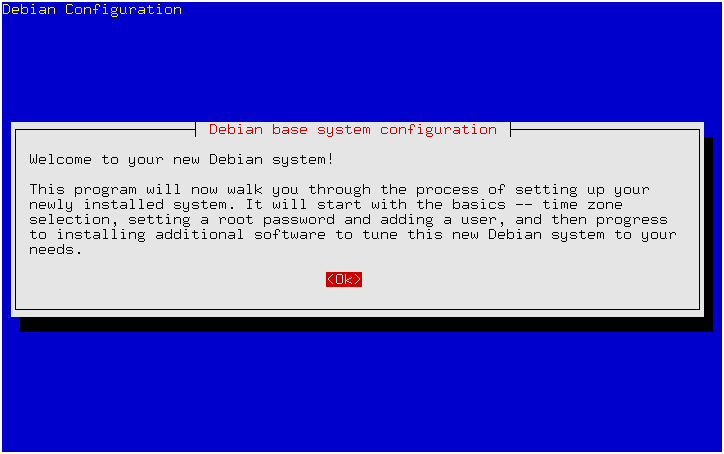 Debian Configuration
Debian base system configuration
Welcome to your new Debian system!
This program will now walk you through the process of setting up your
newly installed system. It will start with the basics -- time zone
selection, setting a root password and adding a user, and then progress
to installing additional software to tune this new Debian system to your
needs.
<Ok>